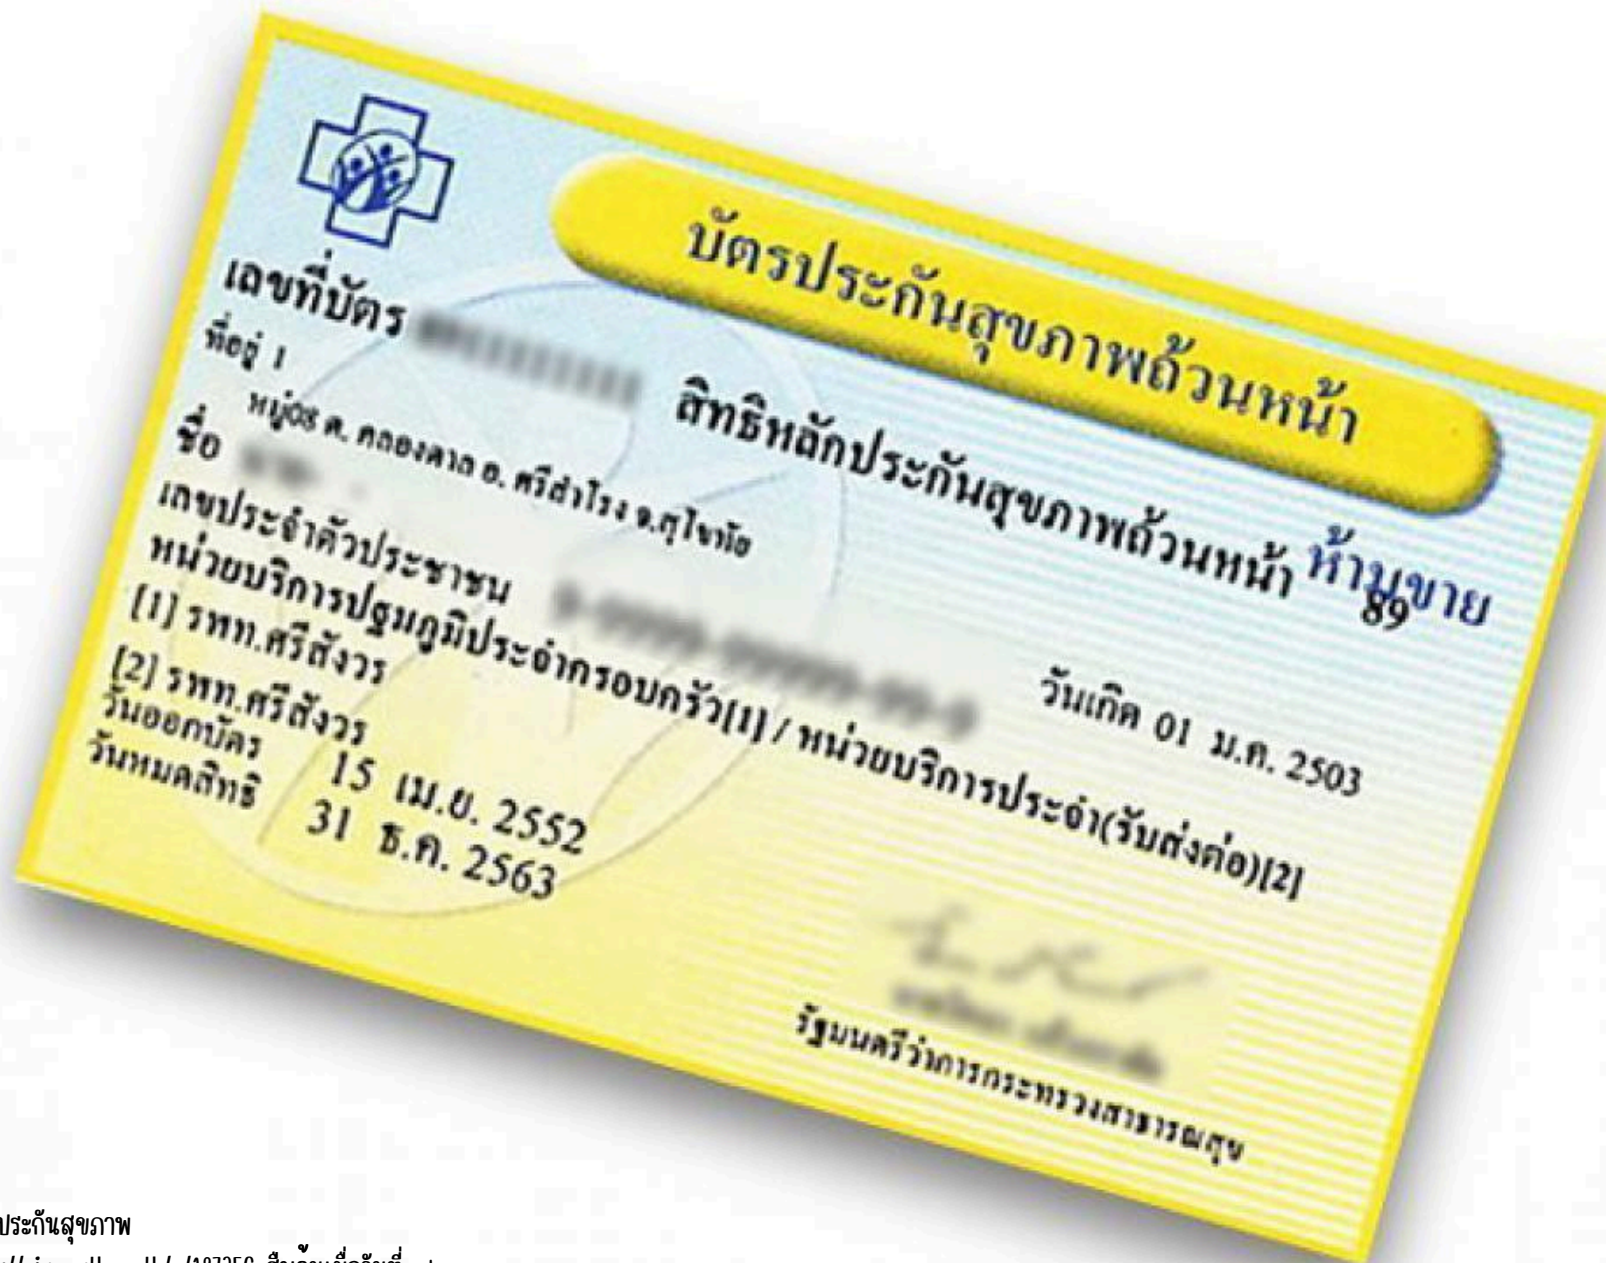 บัตรประกันสุขภาพถ้วนหน้า
เลขที่บัตร
สิทธิหลักประกันสุขภาพถ้วนหน้า ห้ามขาย
89
ที่อยู่ 1
หมู่08 ต. คลองตาล อ. ศรีสำโรง จ.สุโขทัย
ชื่อ
เลขประจำตัวประชาชน
วันเกิด 01 ม.ค. 2503
หน่วยบริการปฐมภูมิประจำครอบครัว[1] / หน่วยบริการประจำ(รับส่งต่อ)[2]
[1] รพท.ศรีสังวร
[2] รพท.ศรีสังวร
วันออกบัตร 15 เม.ย. 2552
วันหมดสิทธิ 31 ธ.ค. 2563
รัฐมนตรีว่าการกระทรวงสาธารณสุข
ประกันสุขภาพ